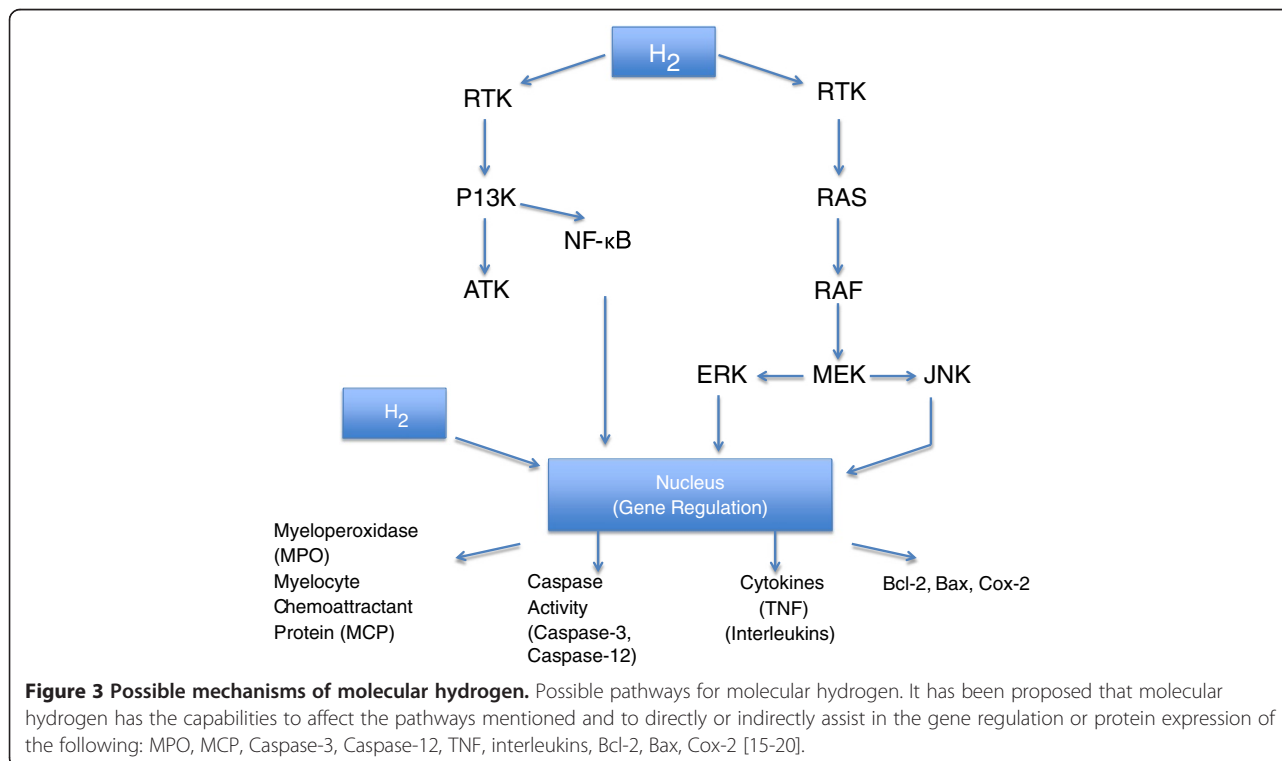 H2
RTK
RTK
P13K
RAS
NF-κB
ATK
RAF
ERK
MEK
JNK
H2
Nucleus
(Gene Regulation)
Myeloperoxidase
(MPO)
Myelocyte
Chemoattractant
Protein (MCP)
Caspase
Activity
(Caspase-3,
Caspase-12)
Cytokines
(TNF)
(Interleukins)
Bcl-2, Bax, Cox-2
Figure 3 Possible mechanisms of molecular hydrogen. Possible pathways for molecular hydrogen. It has been proposed that molecular
hydrogen has the capabilities to affect the pathways mentioned and to directly or indirectly assist in the gene regulation or protein expression of
the following: MPO, MCP, Caspase-3, Caspase-12, TNF, interleukins, Bcl-2, Bax, Cox-2 [15-20].